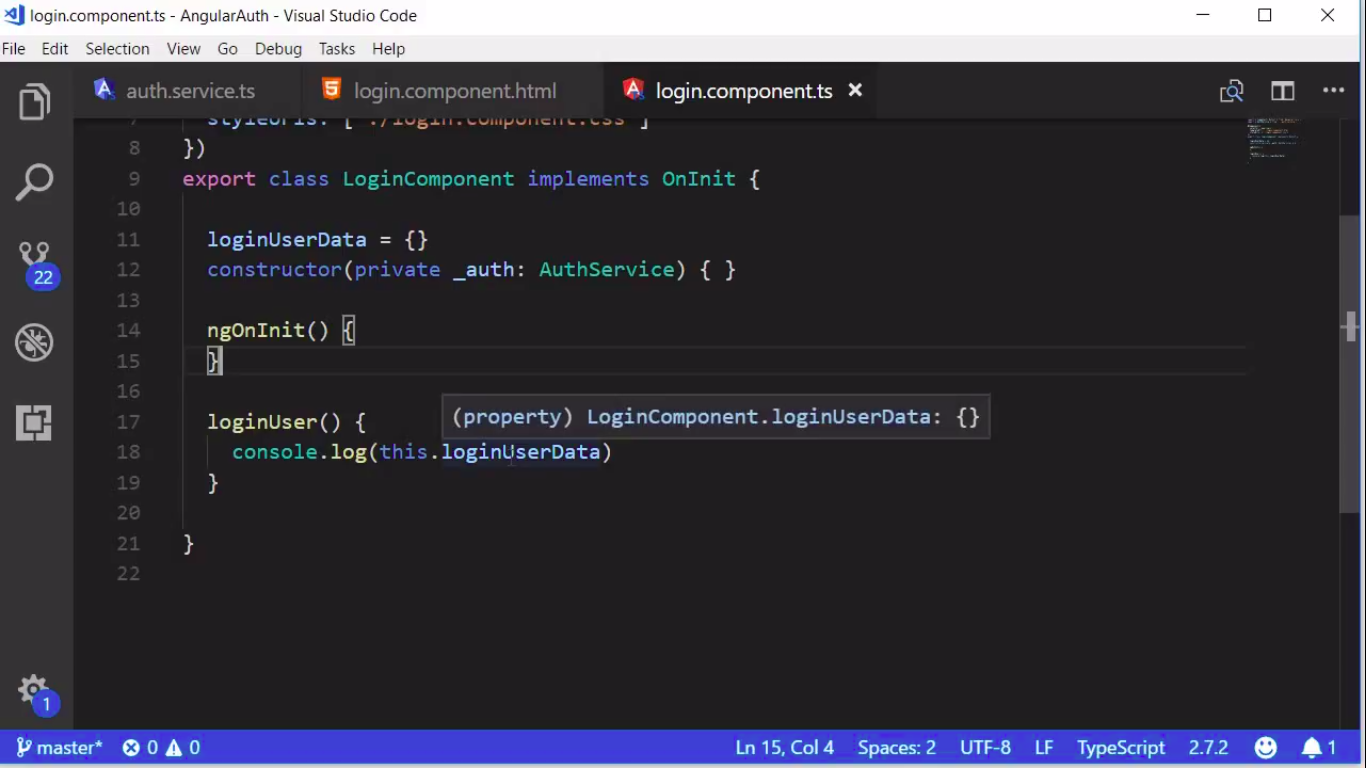 login.component.ts - AngularAuth - Visual Studio Code
File Edit Selection View Go Debug Tasks Help
auth.service.ts login.component.html login.component.ts
7 styleUrls: ['./login.component.css']
8 })
9 export class LoginComponent implements OnInit {
10
11 loginUserData = {}
12 constructor(private _auth: AuthService) { }
13
14 ngOnInit() {
15 }
16
(property) LoginComponent.loginUserData: {}
17 loginUser() {
18 console.log(this.loginUserData)
19 }
20
21 }
22
22
1
master* 0 0 Ln 15, Col 4 Spaces: 2 UTF-8 LF TypeScript 2.7.2 1